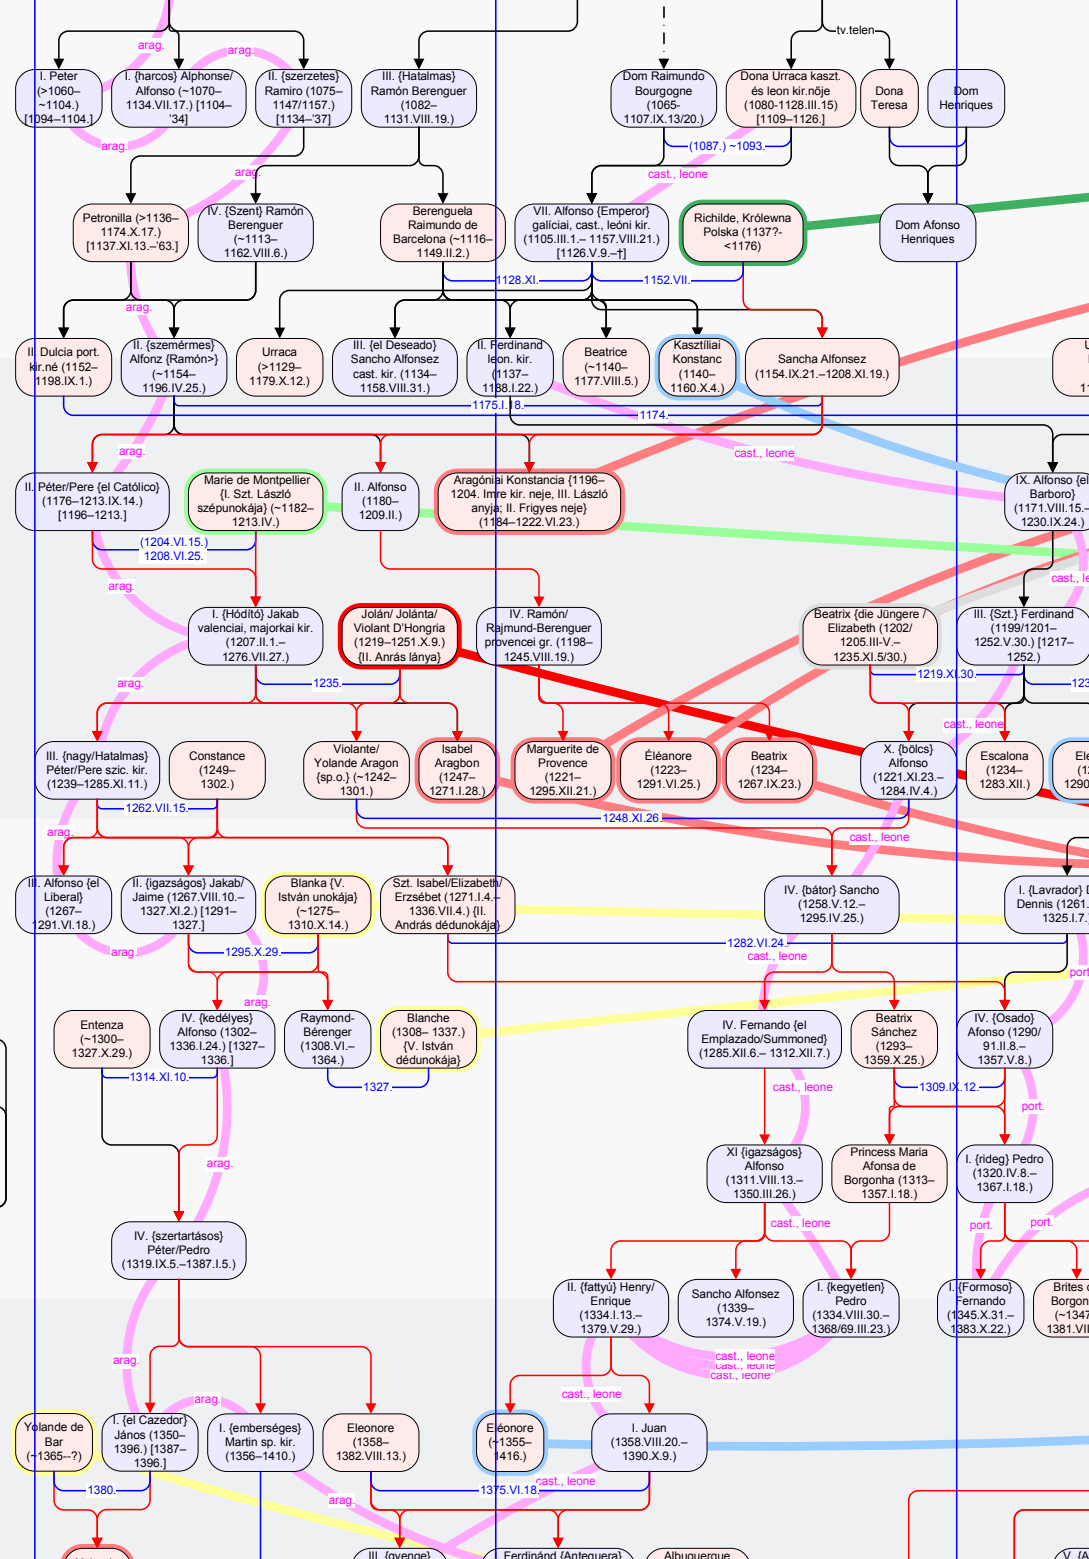 tv.telen
arag.
arag.
I. Peter
(>1060–
~1104.)
[1094–1104.]
I. {harcos} Alphonse/
Alfonso (~1070–
1134.VII.17.) [1104–
'34]
II. {szerzetes}
Ramiro (1075–
1147/1157.)
[1134–'37]
III. {Hatalmas}
Ramón Berenguer
(1082–
1131.VIII.19.)
Dom Raimundo
Bourgogne
(1065-
1107.IX.13/20.)
Dona Urraca kaszt.
és leon kir.nője
(1080-1128.III.15)
[1109–1126.]
Dona
Teresa
Dom
Henriques
arag.
(1087.) ~1093.
arag.
cast., leone
Petronilla (>1136–
1174.X.17.)
[1137.XI.13.–'63.]
IV. {Szent} Ramón
Berenguer
(~1113–
1162.VIII.6.)
Berenguela
Raimundo de
Barcelona (~1116–
1149.II.2.)
VII. Alfonso {Emperor}
galíciai, cast., leóni kir.
(1105.III.1.– 1157.VIII.21.)
[1126.V.9.–†]
Richilde, Królewna
Polska (1137?-
<1176)
Dom Afonso
Henriques
1128.XI.
1152.VII.
arag.
II. Dulcia port.
kir.né (1152–
1198.IX.1.)
II. {szemérmes}
Alfonz {Ramón>}
(~1154–
1196.IV.25.)
Urraca
(>1129–
1179.X.12.)
III. {el Deseado}
Sancho Alfonsez
cast. kir. (1134–
1158.VIII.31.)
II. Ferdinand
leon. kir.
(1137–
1188.I.22.)
Beatrice
(~1140–
1177.VIII.5.)
Kasztíliai
Konstanc
(1140–
1160.X.4.)
Sancha Alfonsez
(1154.IX.21.–1208.XI.19.)
1175.I.18.
1174.
arag.
cast., leone
II. Péter/Pere {el Católico}
(1176–1213.IX.14.)
[1196–1213.]
Marie de Montpellier
{I. Szt. László
szépunokája} (~1182–
1213.IV.)
II. Alfonso
(1180–
1209.II.)
Aragóniai Konstancia {1196–
1204. Imre kir. neje, III. László
anyja; II. Frigyes neje}
(1184–1222.VI.23.)
IX. Alfonso {el
Barboro}
(1171.VIII.15.–
1230.IX.24.)
(1204.VI.15.)
1208.VI.25.
arag.
I. {Hódító} Jakab
valenciai, majorkai kir.
(1207.II.1.–
1276.VII.27.)
Jolán/ Jolánta/
Violant D'Hongria
(1219–1251.X.9.)
{II. Anrás lánya}
IV. Ramón/
Rajmund-Berenguer
provencei gr. (1198–
1245.VIII.19.)
Beatrix {die Jüngere /
Elizabeth (1202/
1205.III-V.–
1235.XI.5/30.)
III. {Szt.} Ferdinand
(1199/1201–
1252.V.30.) [1217–
1252.]
1235.
1219.XI.30.
arag.
cast., leone
III. {nagy/Hatalmas}
Péter/Pere szic. kir.
(1239–1285.XI.11.)
Constance
(1249–
1302.)
Violante/
Yolande Aragon
{sp.o.} (~1242–
1301.)
Isabel
Aragbon
(1247–
1271.I.28.)
Marguerite de
Provence
(1221–
1295.XII.21.)
Éléanore
(1223–
1291.VI.25.)
Beatrix
(1234–
1267.IX.23.)
X. {bölcs}
Alfonso
(1221.XI.23.–
1284.IV.4.)
Escalona
(1234–
1283.XII.)
1262.VII.15.
1248.XI.26.
arag.
cast., leone
III. Alfonso {el
Liberal}
(1267–
1291.VI.18.)
II. {igazságos} Jakab/
Jaime (1267.VIII.10.–
1327.XI.2.) [1291–
1327.]
Blanka {V.
István unokája}
(~1275–
1310.X.14.)
Szt. Isabel/Elizabeth/
Erzsébet (1271.I.4.–
1336.VII.4.) {II.
András dédunokája}
IV. {bátor} Sancho
(1258.V.12.–
1295.IV.25.)
I. {Lavrador} D
Dennis (1261.
1325.I.7.)
arag.
1295.X.29.
1282.VI.24.
cast., leone
port.
arag.
Entenza
(~1300–
1327.X.29.)
IV. {kedélyes}
Alfonso (1302–
1336.I.24.) [1327–
1336.]
Raymond-
Bérenger
(1308.VI.–
1364.)
Blanche
(1308– 1337.)
{V. István
dédunokája}
IV. Fernando {el
Emplazado/Summoned}
(1285.XII.6.– 1312.XII.7.)
Beatrix
Sánchez
(1293–
1359.X.25.)
IV. {Osado}
Afonso (1290/
91.II.8.–
1357.V.8.)
1314.XI.10.
1327.
cast., leone
1309.IX.12.
port.
arag.
XI {igazságos}
Alfonso
(1311.VIII.13.–
1350.III.26.)
Princess Maria
Afonsa de
Borgonha (1313–
1357.I.18.)
I. {rideg} Pedro
(1320.IV.8.–
1367.I.18.)
IV. {szertartásos}
Péter/Pedro
(1319.IX.5.–1387.I.5.)
cast., leone
port.
port.
II. {fattyú} Henry/
Enrique
(1334.I.13.–
1379.V.29.)
Sancho Alfonsez
(1339–
1374.V.19.)
I. {kegyetlen}
Pedro
(1334.VIII.30.–
1368/69.III.23.)
I. {Formoso}
Fernando
(1345.X.31.–
1383.X.22.)
Brites
Borgon
(~1347
1381.VII
arag.
cast., leone
cast., leone
cast., leone
cast., leone
arag.
Yolande de
Bar
(~1365--?)
I. {el Cazedor}
János (1350–
1396.) [1387–
1396.]
I. {emberséges}
Martin sp. kir.
(1356–1410.)
Eleonore
(1358–
1382.VIII.13.)
Eléonore
(~1355–
1416.)
I. Juan
(1358.VIII.20.–
1390.X.9.)
1380.
1375.VI.18.
cast., leone
arag.
Ferdinánd {Antequera}
Albuquerque